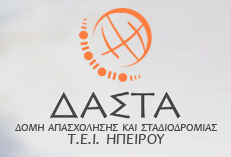 ΔΑΣΤΑ
ΔΟΜΗ ΑΠΑΣΧΟΛΗΣΗΣ ΚΑΙ ΣΤΑΔΙΟΔΡΟΜΙΑΣ
Τ.Ε.Ι. ΗΠΕΙΡΟΥ